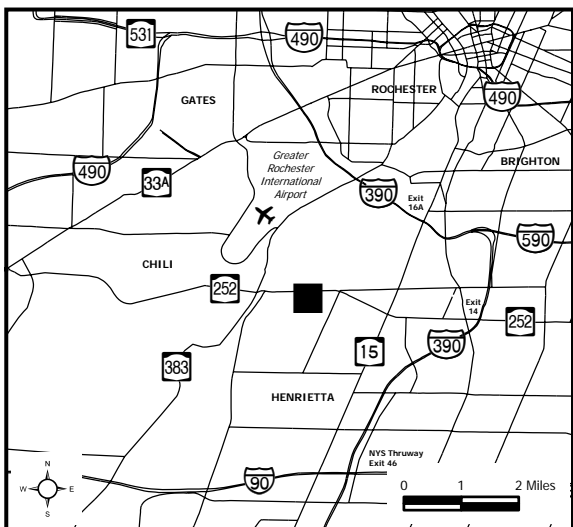 531
490
490
GATES
ROCHESTER
490
33A
Greater
Rochester
International
Airport
390
Exit
16A
BRIGHTON
590
CHILI
252
Exit
14
252
383
15
390
HENRIETTA
NYS Thruway
Exit 46
90
N
W
E
S
0 1 2 Miles